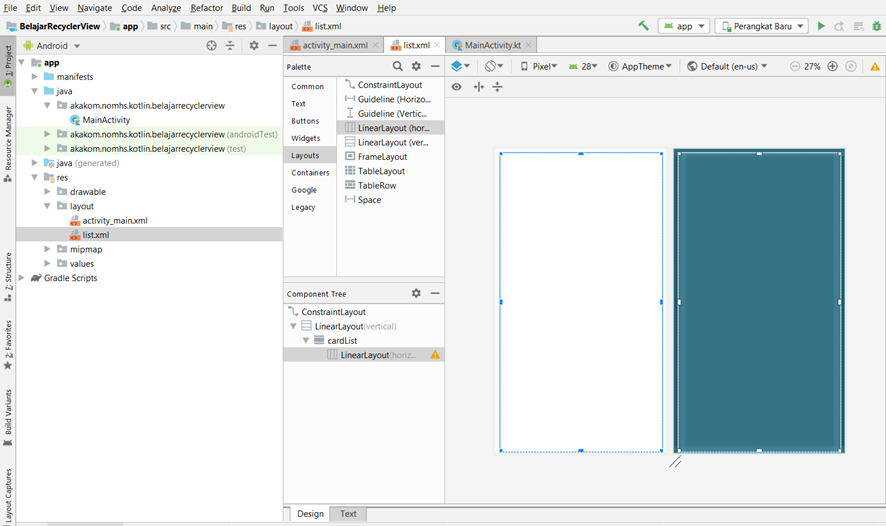 File Edit View Navigate Code Analyze Refactor Build Run Tools VCS Window Help
BelajarRecyclerView app src main res layout list.xml
app Perangkat Baru
1: Project
Resource Manager
7: Structure
2: Favorites
Build Variants
Layout Captures
Android
app
manifests
java
akakom.nomhs.kotlin.belajarrecyclerview
MainActivity
akakom.nomhs.kotlin.belajarrecyclerview (androidTest)
akakom.nomhs.kotlin.belajarrecyclerview (test)
java (generated)
res
drawable
layout
activity_main.xml
list.xml
mipmap
values
Gradle Scripts
activity_main.xml list.xml MainActivity.kt
Palette
Common
Text
Buttons
Widgets
Layouts
Containers
Google
Legacy
ConstraintLayout
Guideline (Horizo...
Guideline (Vertic...
LinearLayout (hor...
LinearLayout (ver...
FrameLayout
TableLayout
TableRow
Space
Pixel 28 AppTheme Default (en-us) 27%
Component Tree
ConstraintLayout
LinearLayout(vertical)
cardList
LinearLayout(horiz...
Design Text